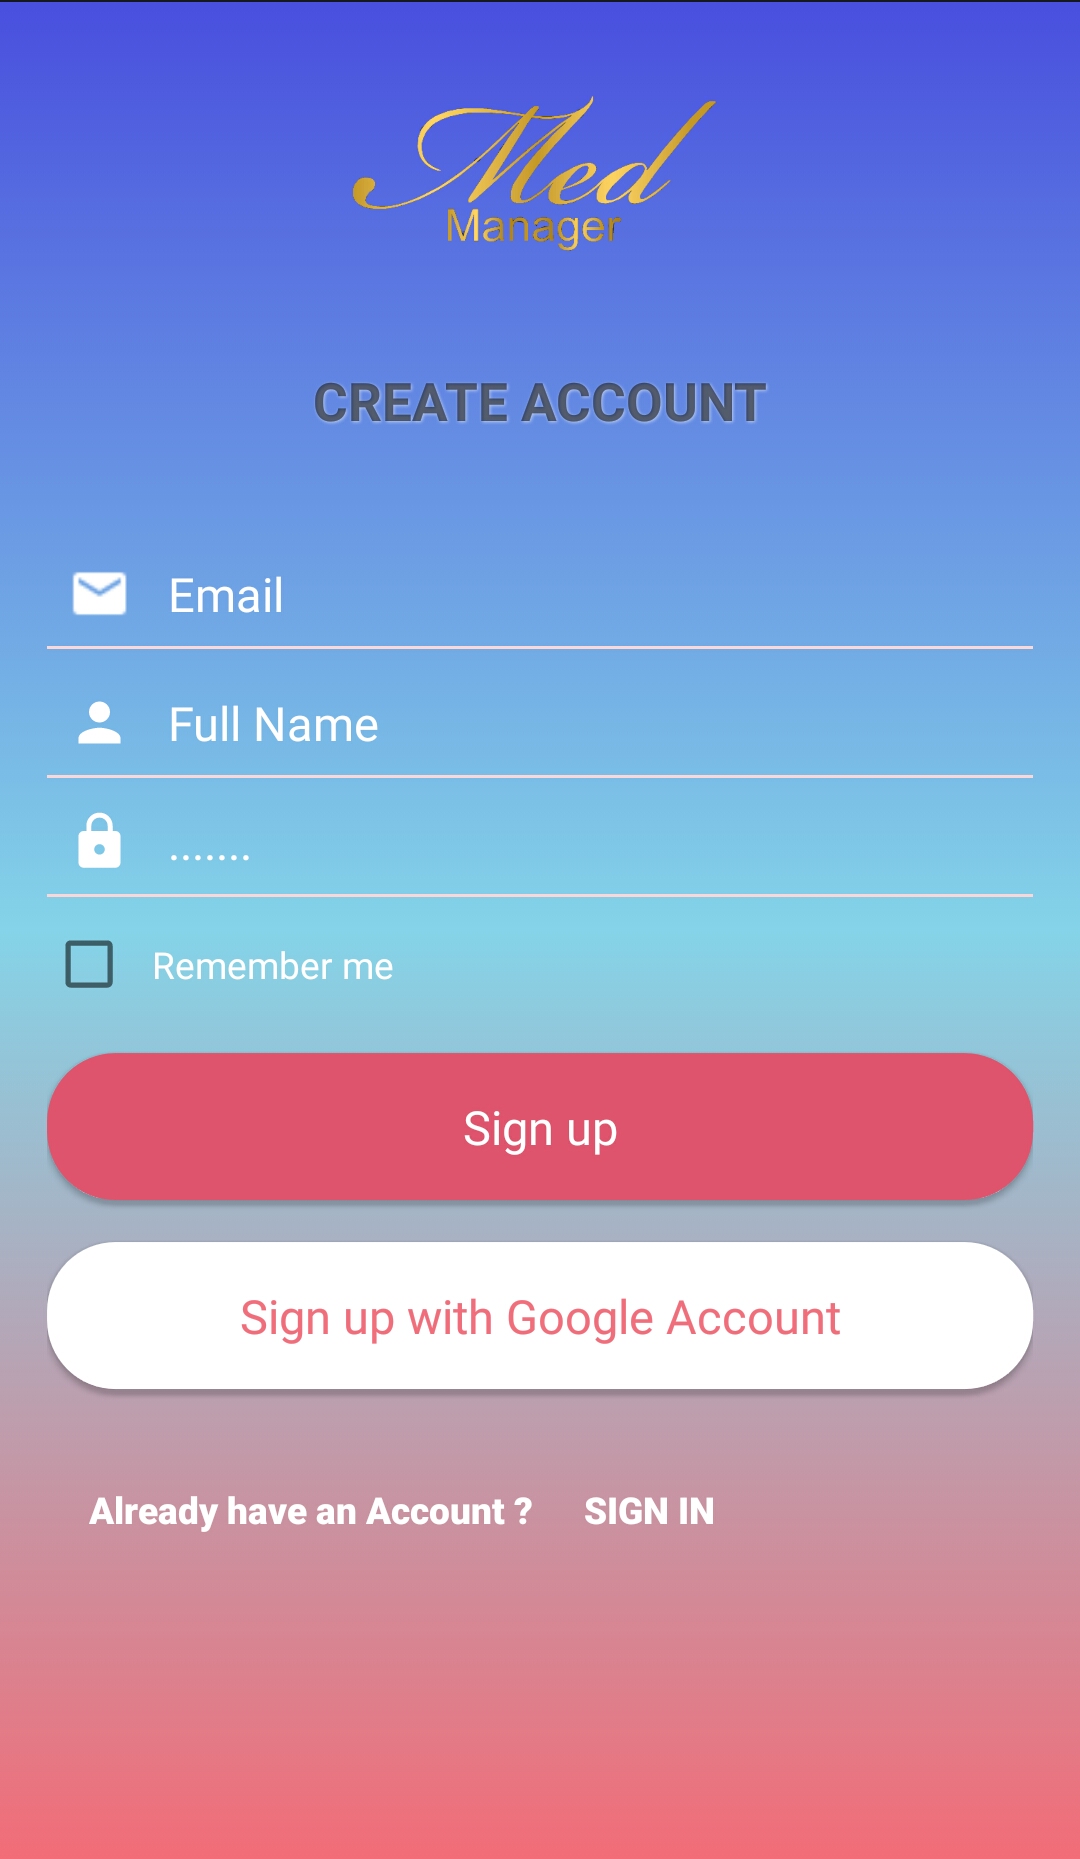 Med
Manager
CREATE ACCOUNT
Email
Full Name
.......
Remember me
Sign up
Sign up with Google Account
Already have an Account ? SIGN IN